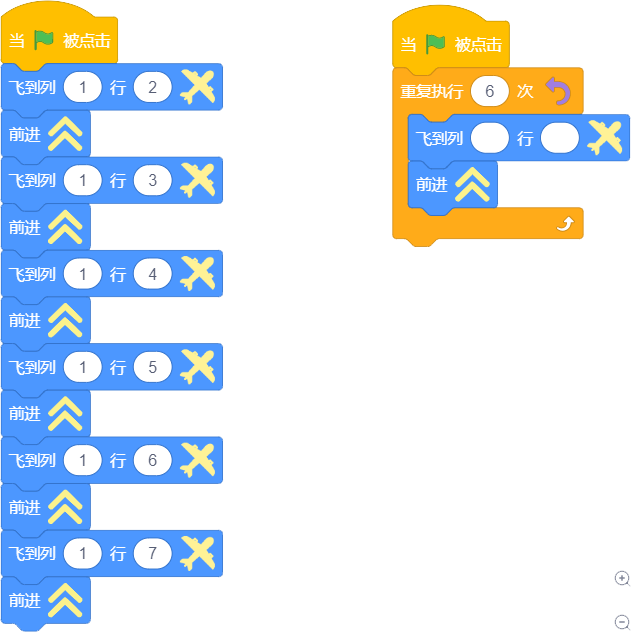 当 被点击
飞到列 1 行 2
前进
飞到列 1 行 3
前进
飞到列 1 行 4
前进
飞到列 1 行 5
前进
飞到列 1 行 6
前进
飞到列 1 行 7
前进
当 被点击
重复执行 6 次
飞到列 行
前进